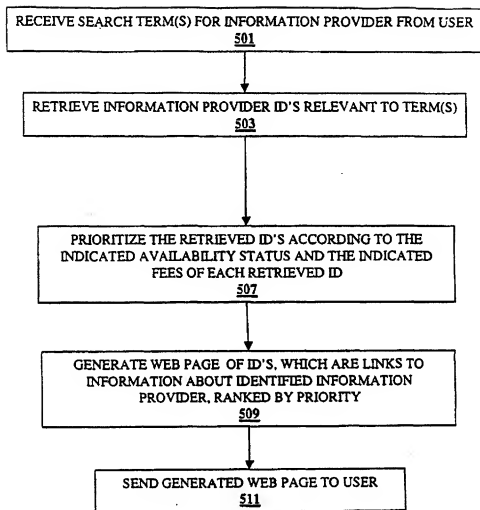 RECEIVE SEARCH TERM(S) FOR INFORMATION PROVIDER FROM USER
501
RETRIEVE INFORMATION PROVIDER ID'S RELEVANT TO TERM(S)
503
PRIORITIZE THE RETRIEVED ID'S ACCORDING TO THE
INDICATED AVAILABILITY STATUS AND THE INDICATED
FEES OF EACH RETRIEVED ID
507
GENERATE WEB PAGE OF ID'S, WHICH ARE LINKS TO
INFORMATION ABOUT IDENTIFIED INFORMATION
PROVIDER, RANKED BY PRIORITY
509
SEND GENERATED WEB PAGE TO USER
511